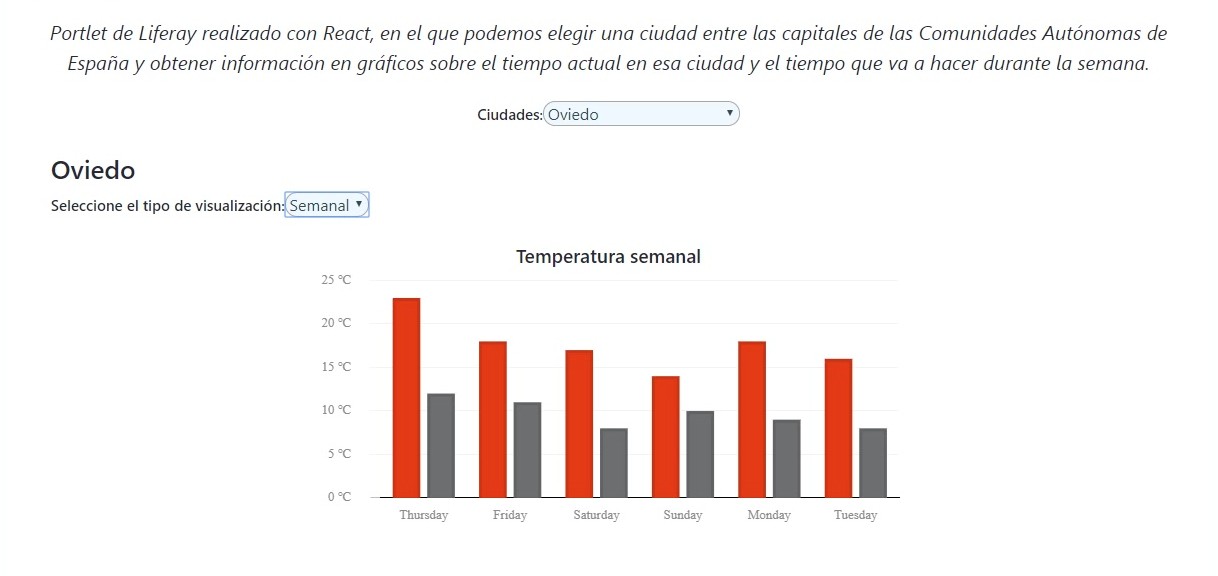 Portlet de Liferay realizado con React, en el que podemos elegir una ciudad entre las capitales de las Comunidades Autónomas de
España y obtener información en gráficos sobre el tiempo actual en esa ciudad y el tiempo que va a hacer durante la semana.
Ciudades: Oviedo
Oviedo
Seleccione el tipo de visualización: Semanal
Temperatura semanal
25 °C
20 °C
15 °C
10 °C
5 °C
0 °C
Thursday Friday Saturday Sunday Monday Tuesday